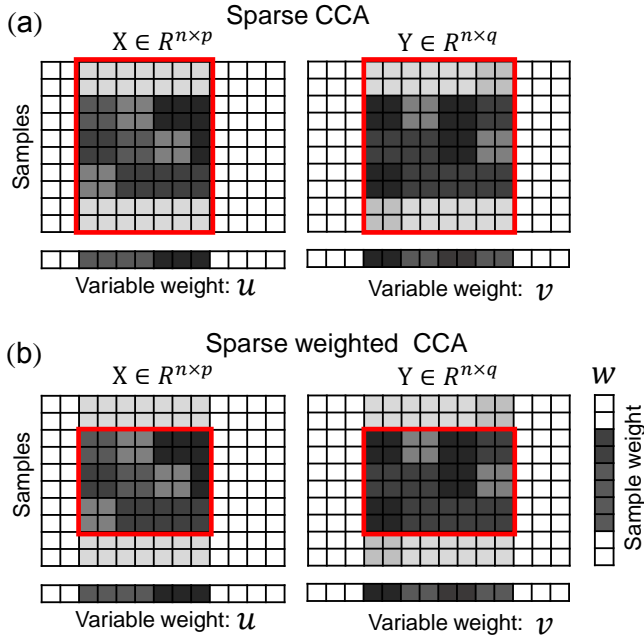 (a) Sparse CCA
X ∈ R^{n×p} Y ∈ R^{n×q}
Samples
Variable weight: u Variable weight: v
(b) Sparse weighted CCA
X ∈ R^{n×p} Y ∈ R^{n×q} w
Samples
Sample weight
Variable weight: u Variable weight: v